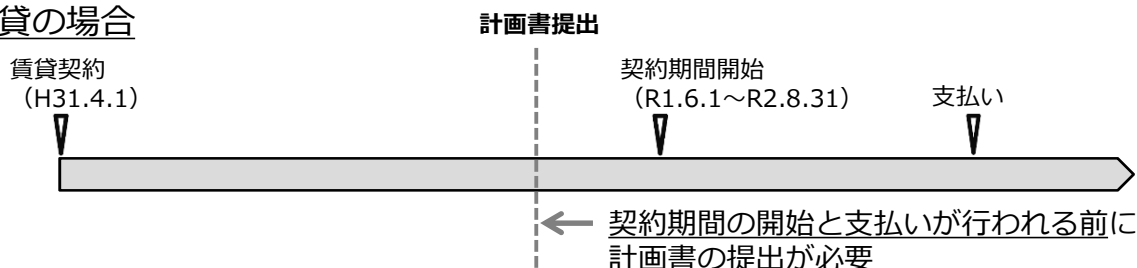 貸の場合
計画書提出
賃貸契約
（H31.4.1）
契約期間開始
（R1.6.1～R2.8.31）
支払い
契約期間の開始と支払いが行われる前に
計画書の提出が必要